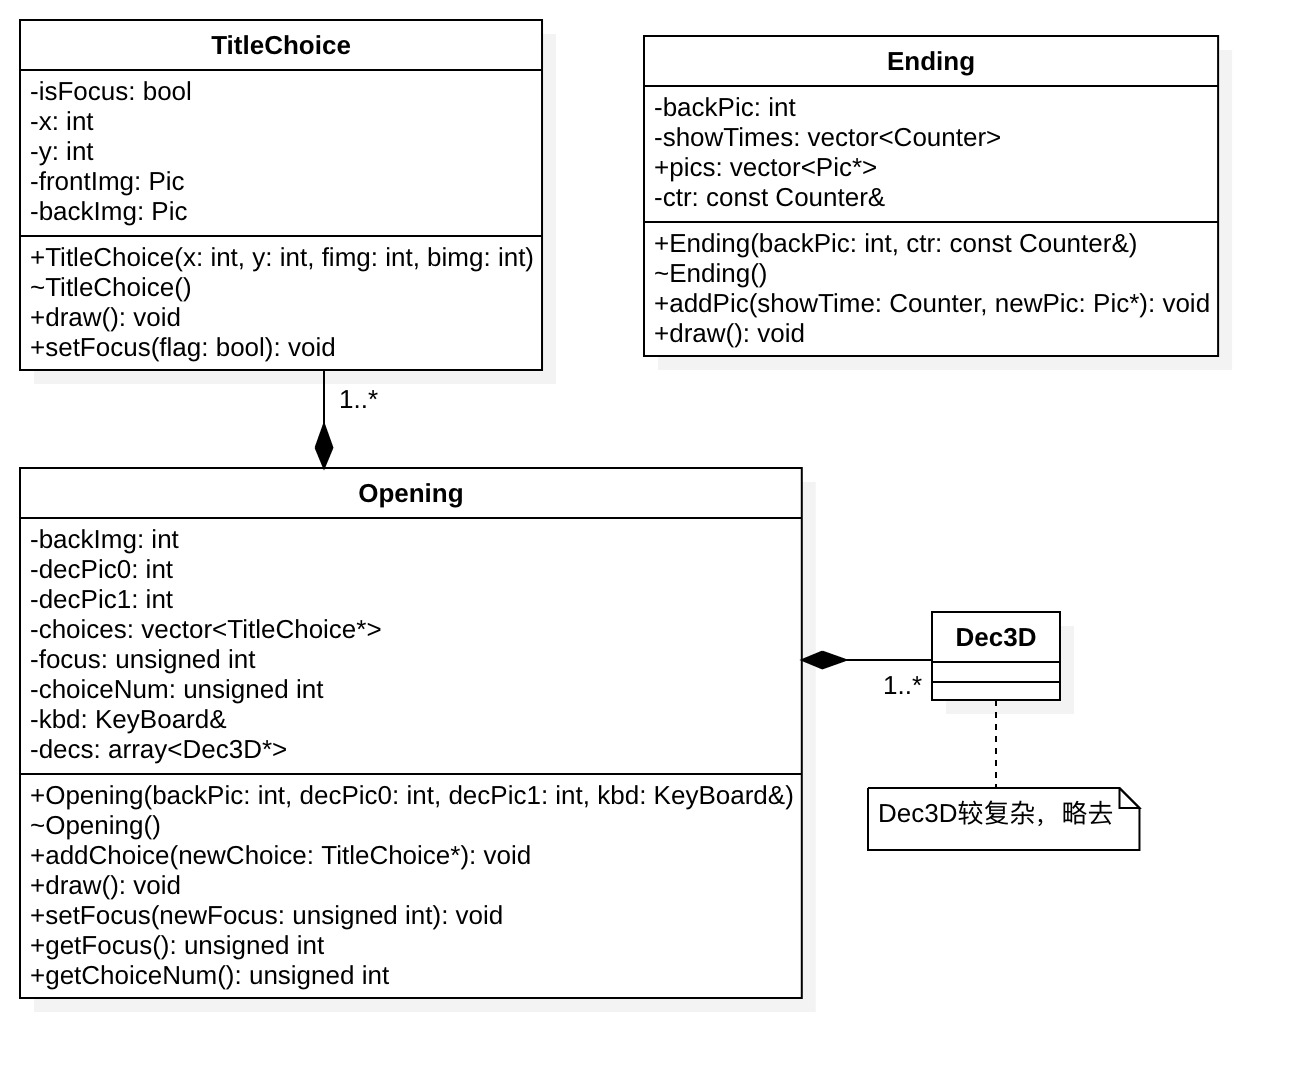 TitleChoice
-isFocus: bool
-x: int
-y: int
-frontImg: Pic
-backImg: Pic
+TitleChoice(x: int, y: int, fimg: int, bimg: int)
~TitleChoice()
+draw(): void
+setFocus(flag: bool): void
Ending
-backPic: int
-showTimes: vector<Counter>
+pics: vector<Pic*>
-ctr: const Counter&
+Ending(backPic: int, ctr: const Counter&)
~Ending()
+addPic(showTime: Counter, newPic: Pic*): void
+draw(): void
1..*
Opening
-backImg: int
-decPic0: int
-decPic1: int
-choices: vector<TitleChoice*>
-focus: unsigned int
-choiceNum: unsigned int
-kbd: KeyBoard&
-decs: array<Dec3D*>
+Opening(backPic: int, decPic0: int, decPic1: int, kbd: KeyBoard&)
~Opening()
+addChoice(newChoice: TitleChoice*): void
+draw(): void
+setFocus(newFocus: unsigned int): void
+getFocus(): unsigned int
+getChoiceNum(): unsigned int
Dec3D
1..*
Dec3D较复杂，略去